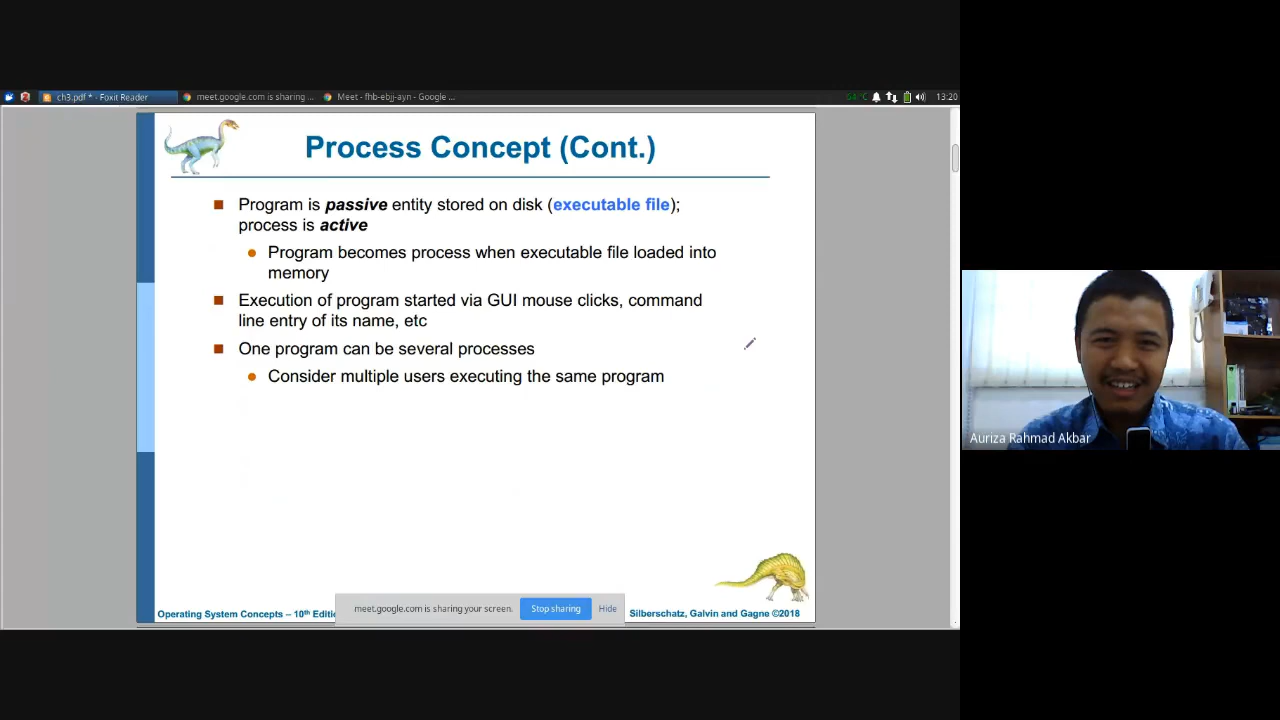 ch3.pdf * - Foxit Reader
meet.google.com is sharing ...
Meet - fhb-ebjj-ayn - Google ...
13:20
Process Concept (Cont.)
Program is passive entity stored on disk (executable file);
process is active
Program becomes process when executable file loaded into
memory
Execution of program started via GUI mouse clicks, command
line entry of its name, etc
One program can be several processes
Consider multiple users executing the same program
Auriza Rahmad Akbar
Operating System Concepts – 10th Editio
meet.google.com is sharing your screen.
Stop sharing
Hide
Silberschatz, Galvin and Gagne ©2018